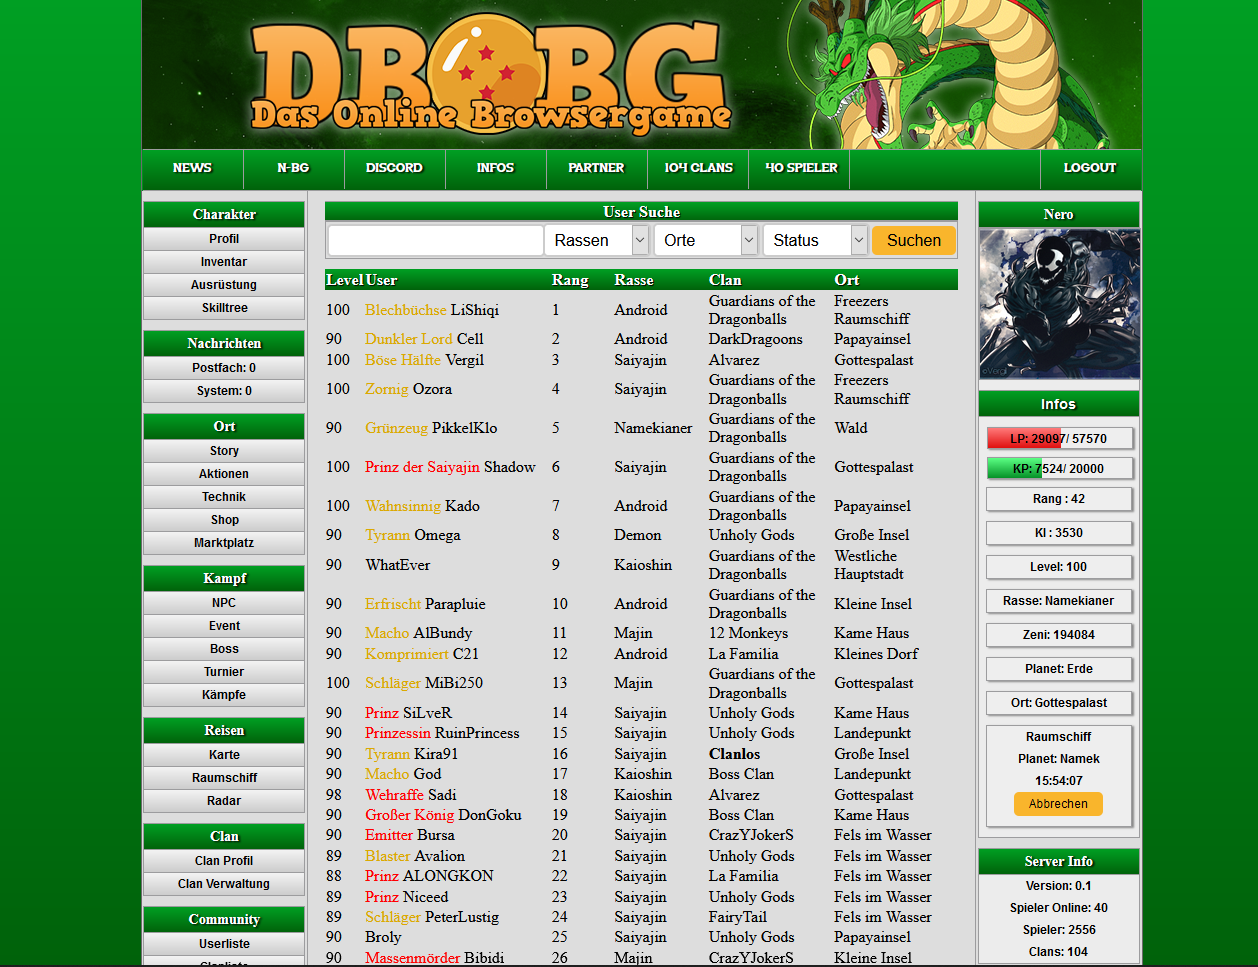 DBBG
Das Online Browsergame
NEWS
N-BG
DISCORD
INFOS
PARTNER
104 CLANS
40 SPIELER
LOGOUT
Charakter
Profil
Inventar
Ausrüstung
Skilltree
Nachrichten
Postfach: 0
System: 0
Ort
Story
Aktionen
Technik
Shop
Marktplatz
Kampf
NPC
Event
Boss
Turnier
Kämpfe
Reisen
Karte
Raumschiff
Radar
Clan
Clan Profil
Clan Verwaltung
Community
Userliste
Clanliste
User Suche
Rassen
Orte
Status
Suchen
Level User Rang Rasse Clan Ort
100 Blechbüchse LiShiqi 1 Android Guardians of the Dragonballs Freezers Raumschiff
90 Dunkler Lord Cell 2 Android DarkDragoons Papayainsel
100 Böse Hälfte Vergil 3 Saiyajin Alvarez Gottespalast
100 Zornig Ozora 4 Saiyajin Guardians of the Dragonballs Freezers Raumschiff
90 Grünzeug PikkelKlo 5 Namekianer Guardians of the Dragonballs Wald
100 Prinz der Saiyajin Shadow 6 Saiyajin Guardians of the Dragonballs Gottespalast
100 Wahnsinnig Kado 7 Android Guardians of the Dragonballs Papayainsel
90 Tyrann Omega 8 Demon Unholy Gods Große Insel
90 WhatEver 9 Kaioshin Guardians of the Dragonballs Westliche Hauptstadt
90 Erfrischt Parapluie 10 Android Guardians of the Dragonballs Kleine Insel
90 Macho AlBundy 11 Majin 12 Monkeys Kame Haus
90 Komprimiert C21 12 Android La Familia Kleines Dorf
100 Schläger MiBi250 13 Majin Guardians of the Dragonballs Gottespalast
90 Prinz SiLveR 14 Saiyajin Unholy Gods Kame Haus
90 Prinzessin RuinPrincess 15 Saiyajin Unholy Gods Landepunkt
90 Tyrann Kira91 16 Saiyajin Clanlos Große Insel
90 Macho God 17 Kaioshin Boss Clan Landepunkt
98 Wehraffe Sadi 18 Kaioshin Alvarez Gottespalast
90 Großer König DonGoku 19 Saiyajin Boss Clan Kame Haus
90 Emitter Bursa 20 Saiyajin CrazYJokerS Fels im Wasser
89 Blaster Avalion 21 Saiyajin Unholy Gods Fels im Wasser
88 Prinz ALONGKON 22 Saiyajin La Familia Fels im Wasser
89 Prinz Niceed 23 Saiyajin Unholy Gods Fels im Wasser
89 Schläger PeterLustig 24 Saiyajin FairyTail Fels im Wasser
90 Broly 25 Saiyajin Unholy Gods Papayainsel
90 Massenmörder Bibidi 26 Majin CrazYJokerS Kleine Insel
Nero
©Vergil
Infos
LP: 29097/ 57570
KP: 7524/ 20000
Rang : 42
KI : 3530
Level: 100
Rasse: Namekianer
Zeni: 194084
Planet: Erde
Ort: Gottespalast
Raumschiff
Planet: Namek
15:54:07
Abbrechen
Server Info
Version: 0.1
Spieler Online: 40
Spieler: 2556
Clans: 104